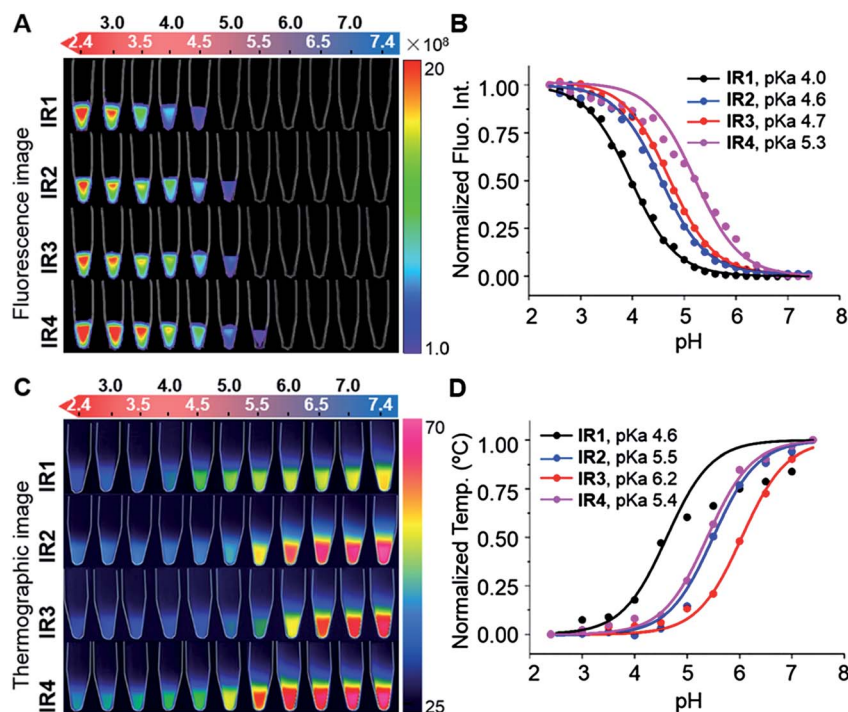 A
3.0 4.0 5.0 6.0 7.0
2.4 3.5 4.5 5.5 6.5 7.4
×10⁸
20
Fluorescence image
IR1
IR2
IR3
IR4
1.0
B
Normalized Fluo. Int.
1.00
0.75
0.50
0.25
0.00
IR1, pKa 4.0
IR2, pKa 4.6
IR3, pKa 4.7
IR4, pKa 5.3
2 3 4 5 6 7 8
pH
C
3.0 4.0 5.0 6.0 7.0
2.4 3.5 4.5 5.5 6.5 7.4
70
Thermographic image
IR1
IR2
IR3
IR4
25
D
Normalized Temp. (ºC)
1.00
0.75
0.50
0.25
0.00
IR1, pKa 4.6
IR2, pKa 5.5
IR3, pKa 6.2
IR4, pKa 5.4
2 3 4 5 6 7 8
pH